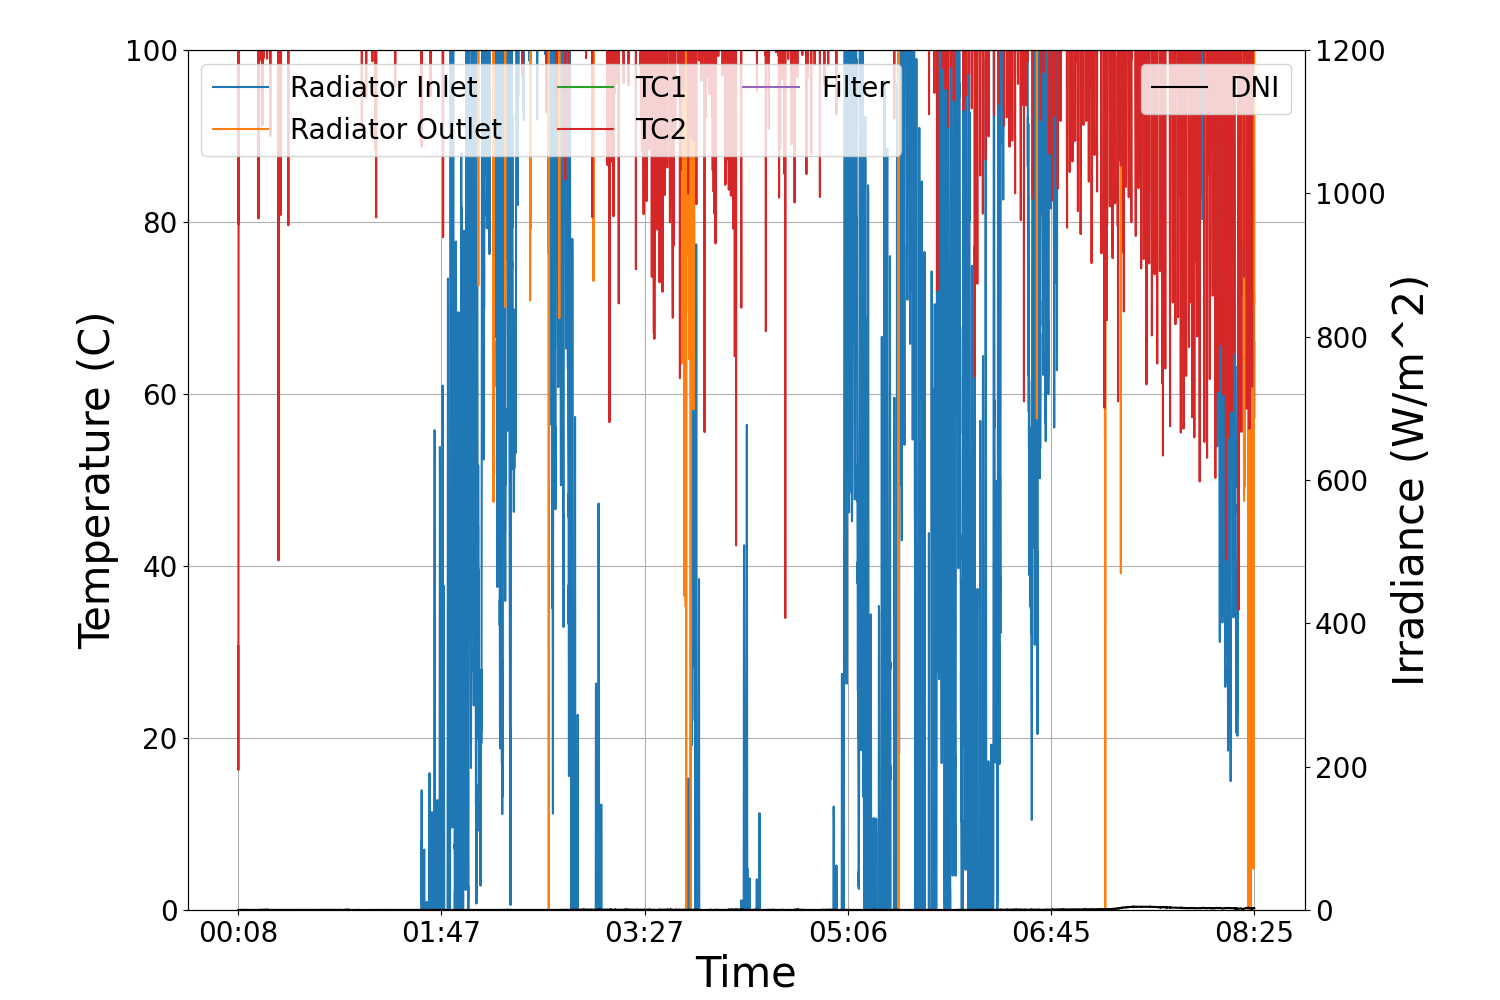 100
80
60
40
20
0
Temperature (C)
Radiator Inlet
Radiator Outlet
TC1
TC2
Filter
DNI
1200
1000
800
600
400
200
0
Irradiance (W/m^2)
00:08
01:47
03:27
05:06
06:45
08:25
Time